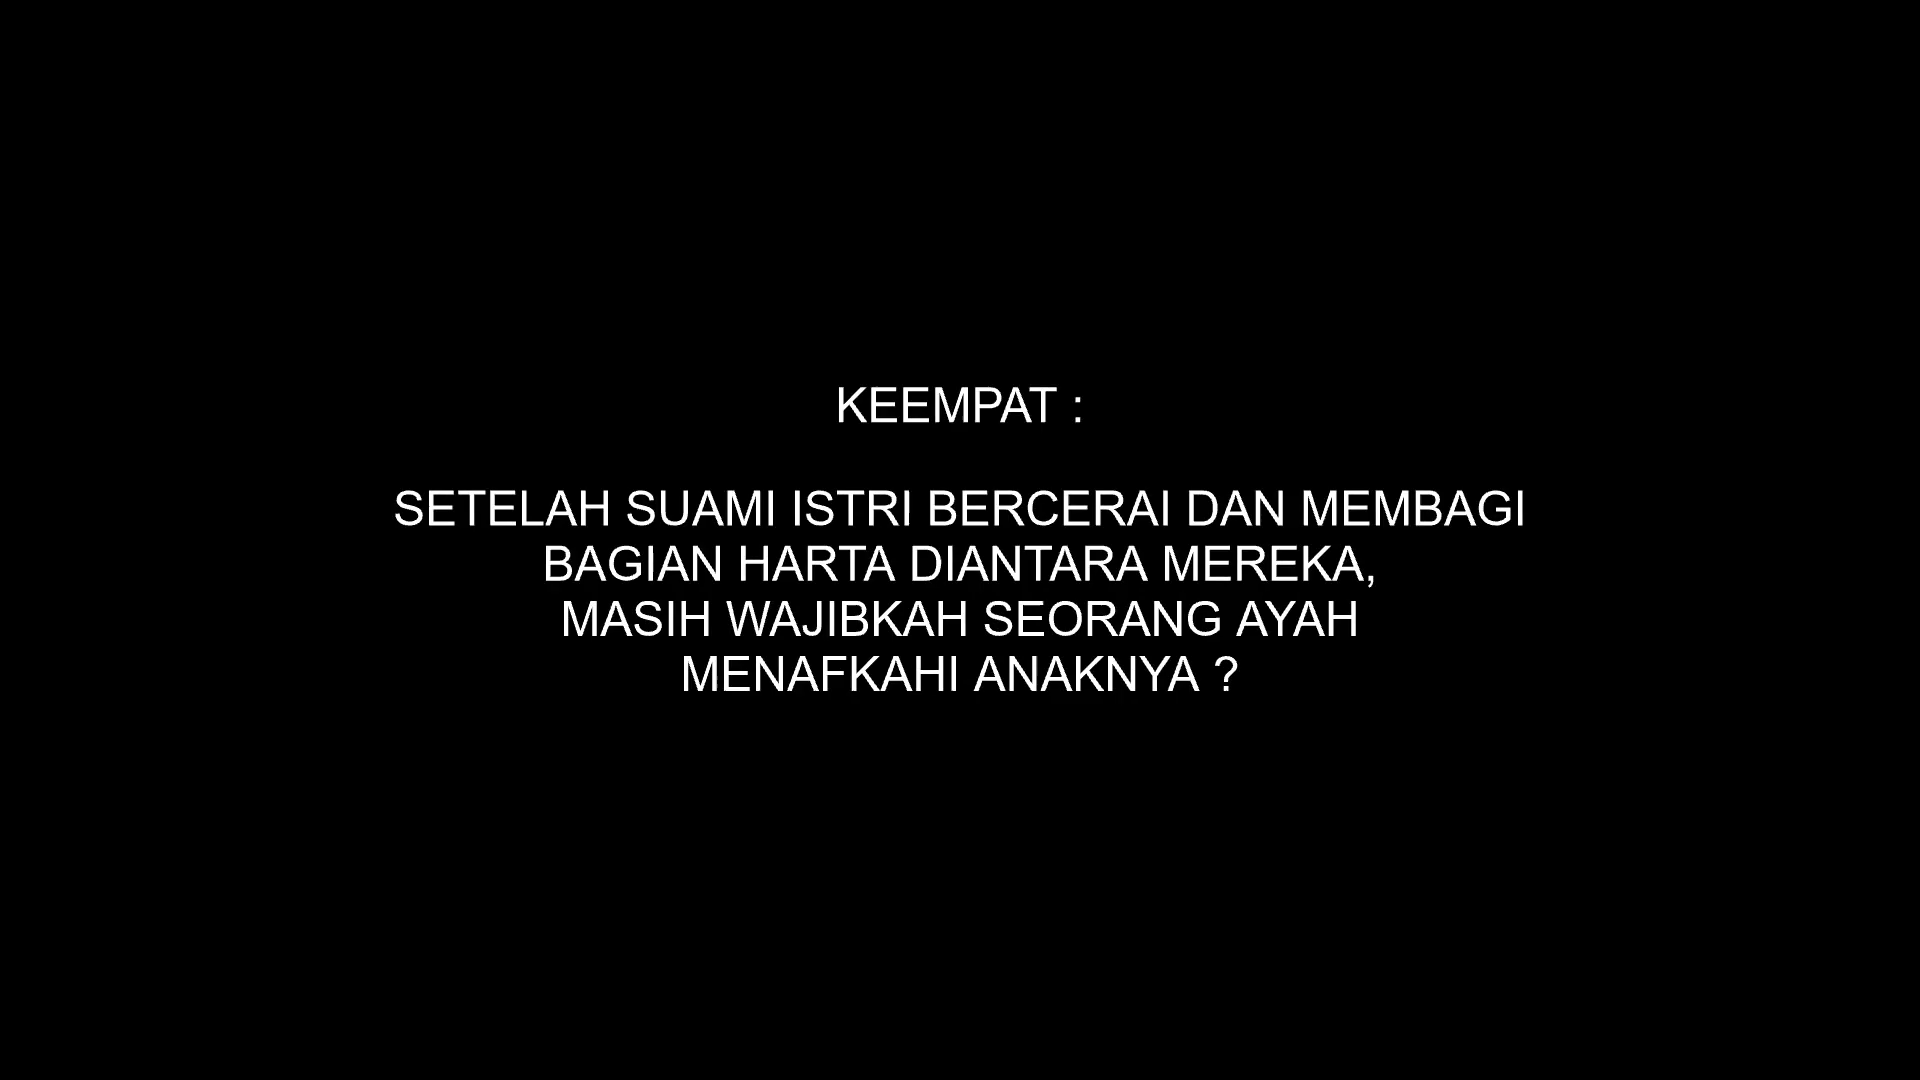 KEEMPAT :
SETELAH SUAMI ISTRI BERCERAI DAN MEMBAGI
BAGIAN HARTA DIANTARA MEREKA,
MASIH WAJIBKAH SEORANG AYAH
MENAFKAHI ANAKNYA ?